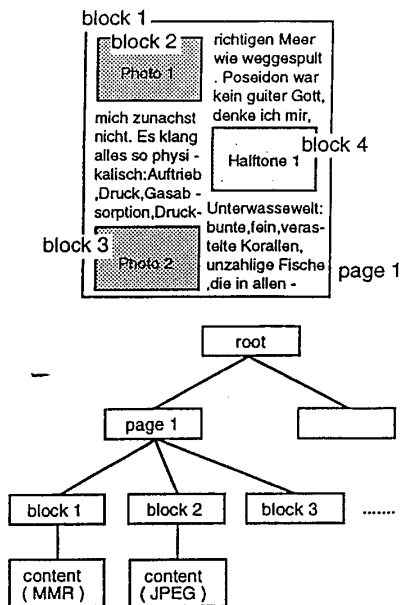 block 1
block 2
Photo 1
mich zunachst
nicht. Es klang
alles so physi -
kalisch:Auftrieb
,Druck,Gasab -
sorption,Druck-
block 3
Photo 2
richtigen Meer
wie weggespult
. Poseidon war
kein guiter Gott,
denke ich mir,
block 4
Halftone 1
Unterwassewelt:
bunte,fein,veras-
telte Korallen,
unzahlige Fische
,die in allen -
page 1
root
page 1
block 1
block 2
block 3
........
content
( MMR )
content
( JPEG )